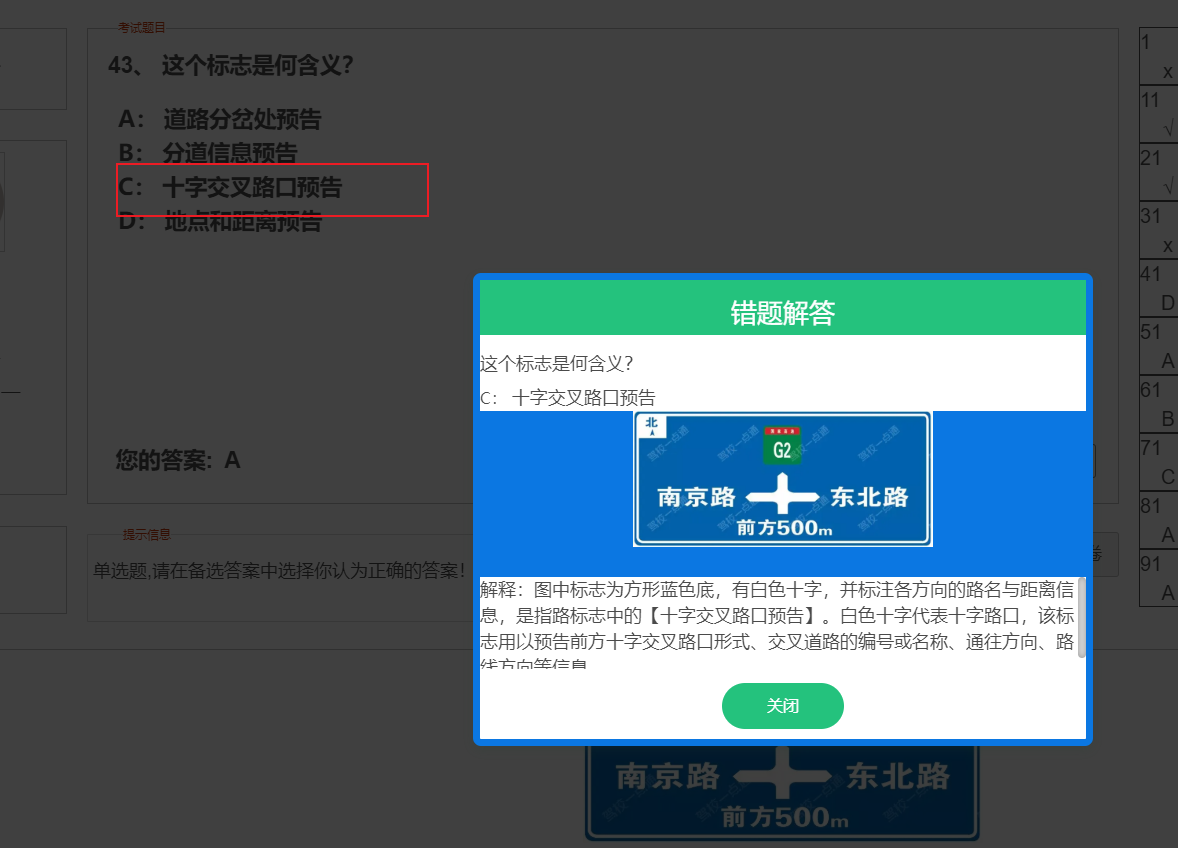 考试题目
43、 这个标志是何含义?
A： 道路分岔处预告
B： 分道信息预告
C： 十字交叉路口预告
D： 地点和距离预告
您的答案: A
提示信息
单选题,请在备选答案中选择你认为正确的答案!
错题解答
这个标志是何含义?
C： 十字交叉路口预告
北
G2
南京路 东北路
前方500m
解释：图中标志为方形蓝色底，有白色十字，并标注各方向的路名与距离信
息，是指路标志中的【十字交叉路口预告】。白色十字代表十字路口，该标
志用以预告前方十字交叉路口形式、交叉道路的编号或名称、通往方向、路
线方向等信息
关闭
南京路 东北路
前方500m
卷
1
x
11
√
21
√
31
x
41
D
51
A
61
B
71
C
81
A
91
A